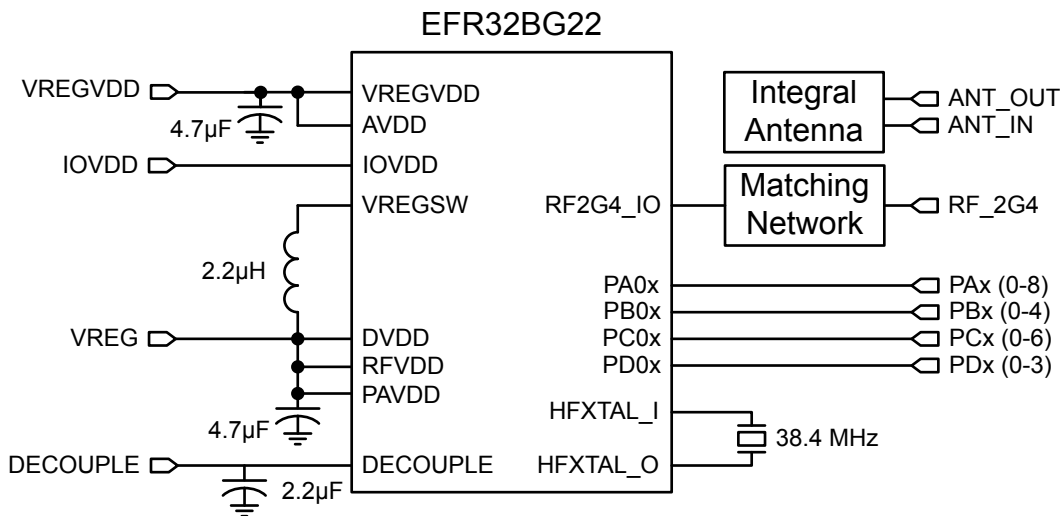 EFR32BG22
VREGVDD
4.7µF
IOVDD
2.2µH
VREG
4.7µF
DECOUPLE
2.2µF
VREGVDD
AVDD
IOVDD
VREGSW
DVDD
RFVDD
PAVDD
DECOUPLE
RF2G4_IO
PA0x
PB0x
PC0x
PD0x
HFXTAL_I
HFXTAL_O
Integral
Antenna
Matching
Network
38.4 MHz
ANT_OUT
ANT_IN
RF_2G4
PAx (0-8)
PBx (0-4)
PCx (0-6)
PDx (0-3)